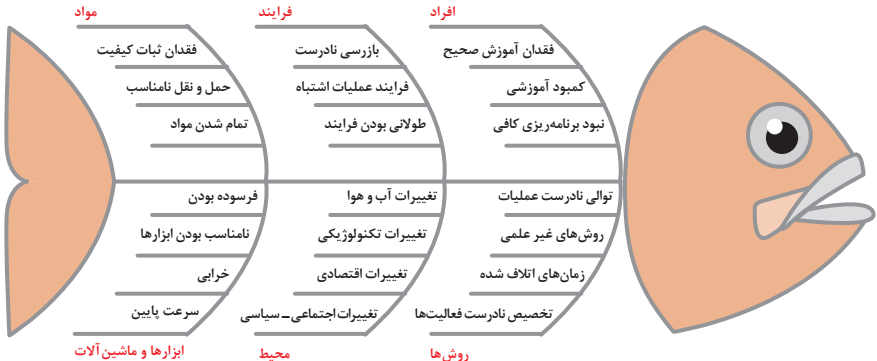 افراد
فقدان آموزش صحیح
کمبود آموزشی
نبود برنامه‌ریزی کافی
فرایند
بازرسی نادرست
فرایند عملیات اشتباه
طولانی بودن فرایند
مواد
فقدان ثبات کیفیت
حمل و نقل نامناسب
تمام شدن مواد
توالی نادرست عملیات
روش‌های غیر علمی
زمان‌های اتلاف شده
تخصیص نادرست فعالیت‌ها
روش‌ها
تغییرات آب و هوا
تغییرات تکنولوژیکی
تغییرات اقتصادی
تغییرات اجتماعی ـ سیاسی
محیط
فرسوده بودن
نامناسب بودن ابزارها
خرابی
سرعت پایین
ابزارها و ماشین آلات